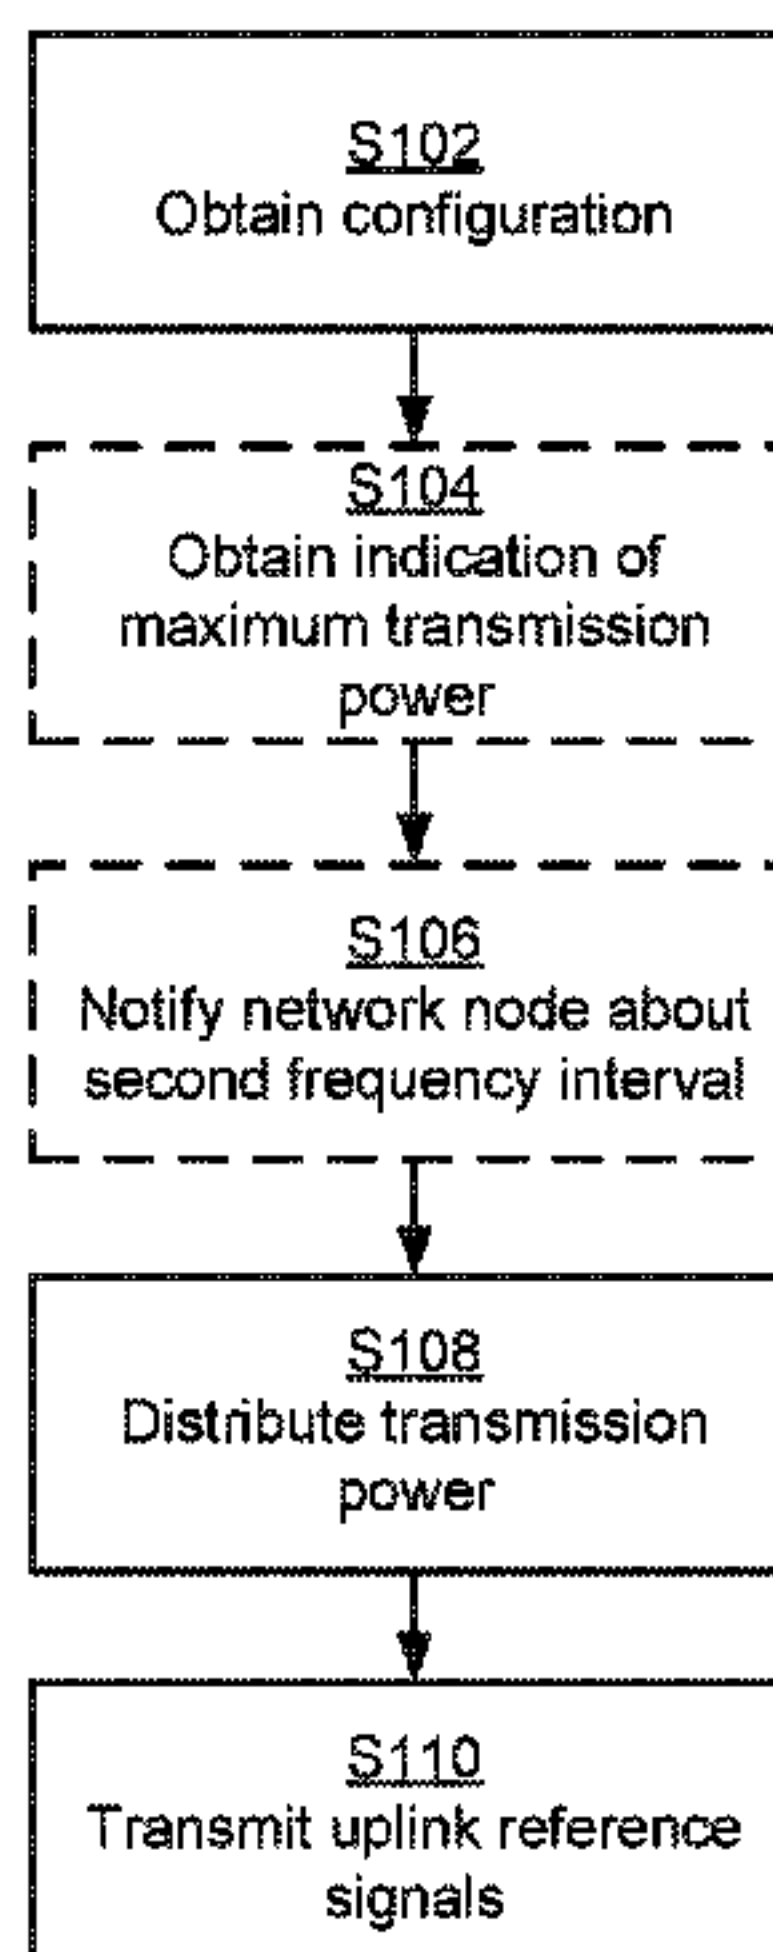 S102
Obtain configuration
S104
Obtain indication of
maximum transmission
power
S106
Notify network node about
second frequency interval
S108
Distribute transmission
power
S110
Transmit uplink reference
signals